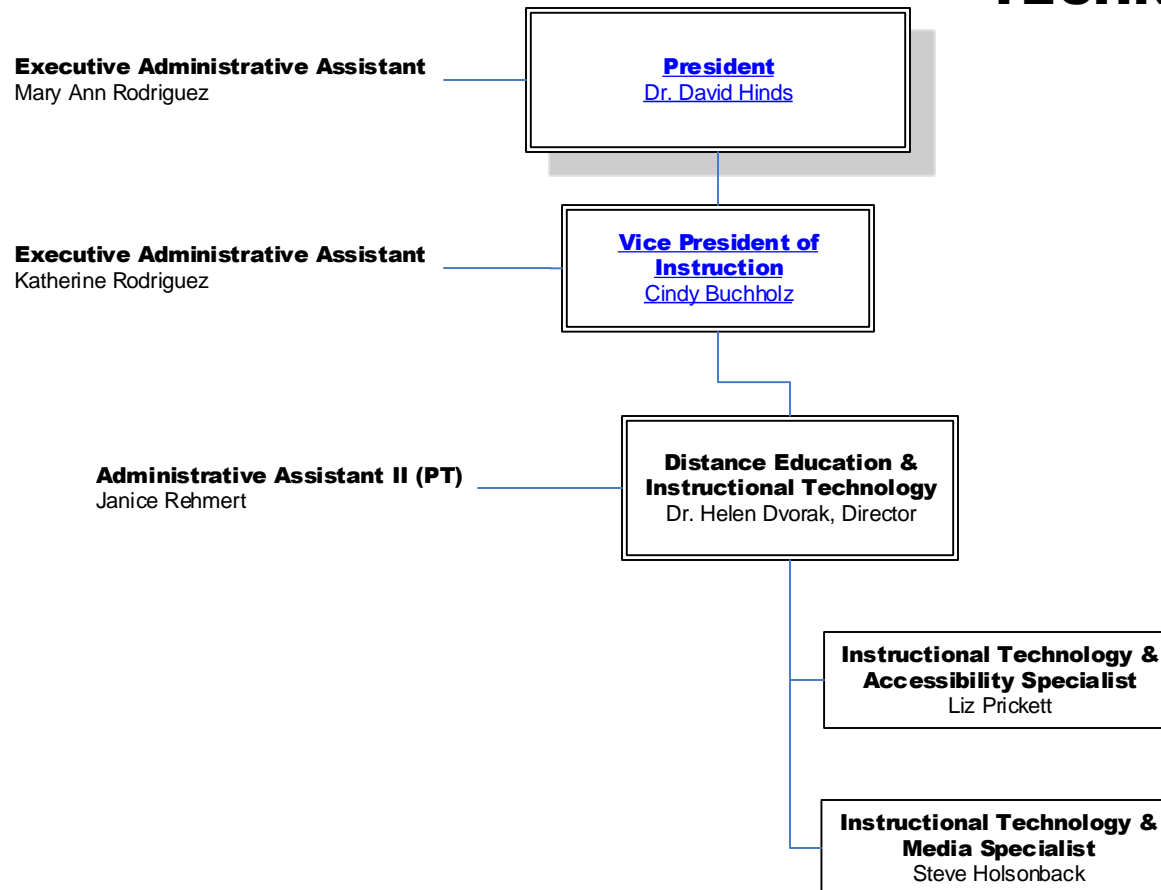 Executive Administrative Assistant
Mary Ann Rodriguez
President
Dr. David Hinds
Executive Administrative Assistant
Katherine Rodriguez
Vice President of
Instruction
Cindy Buchholz
Administrative Assistant II (PT)
Janice Rehmert
Distance Education &
Instructional Technology
Dr. Helen Dvorak, Director
Instructional Technology &
Accessibility Specialist
Liz Prickett
Instructional Technology &
Media Specialist
Steve Holsonback